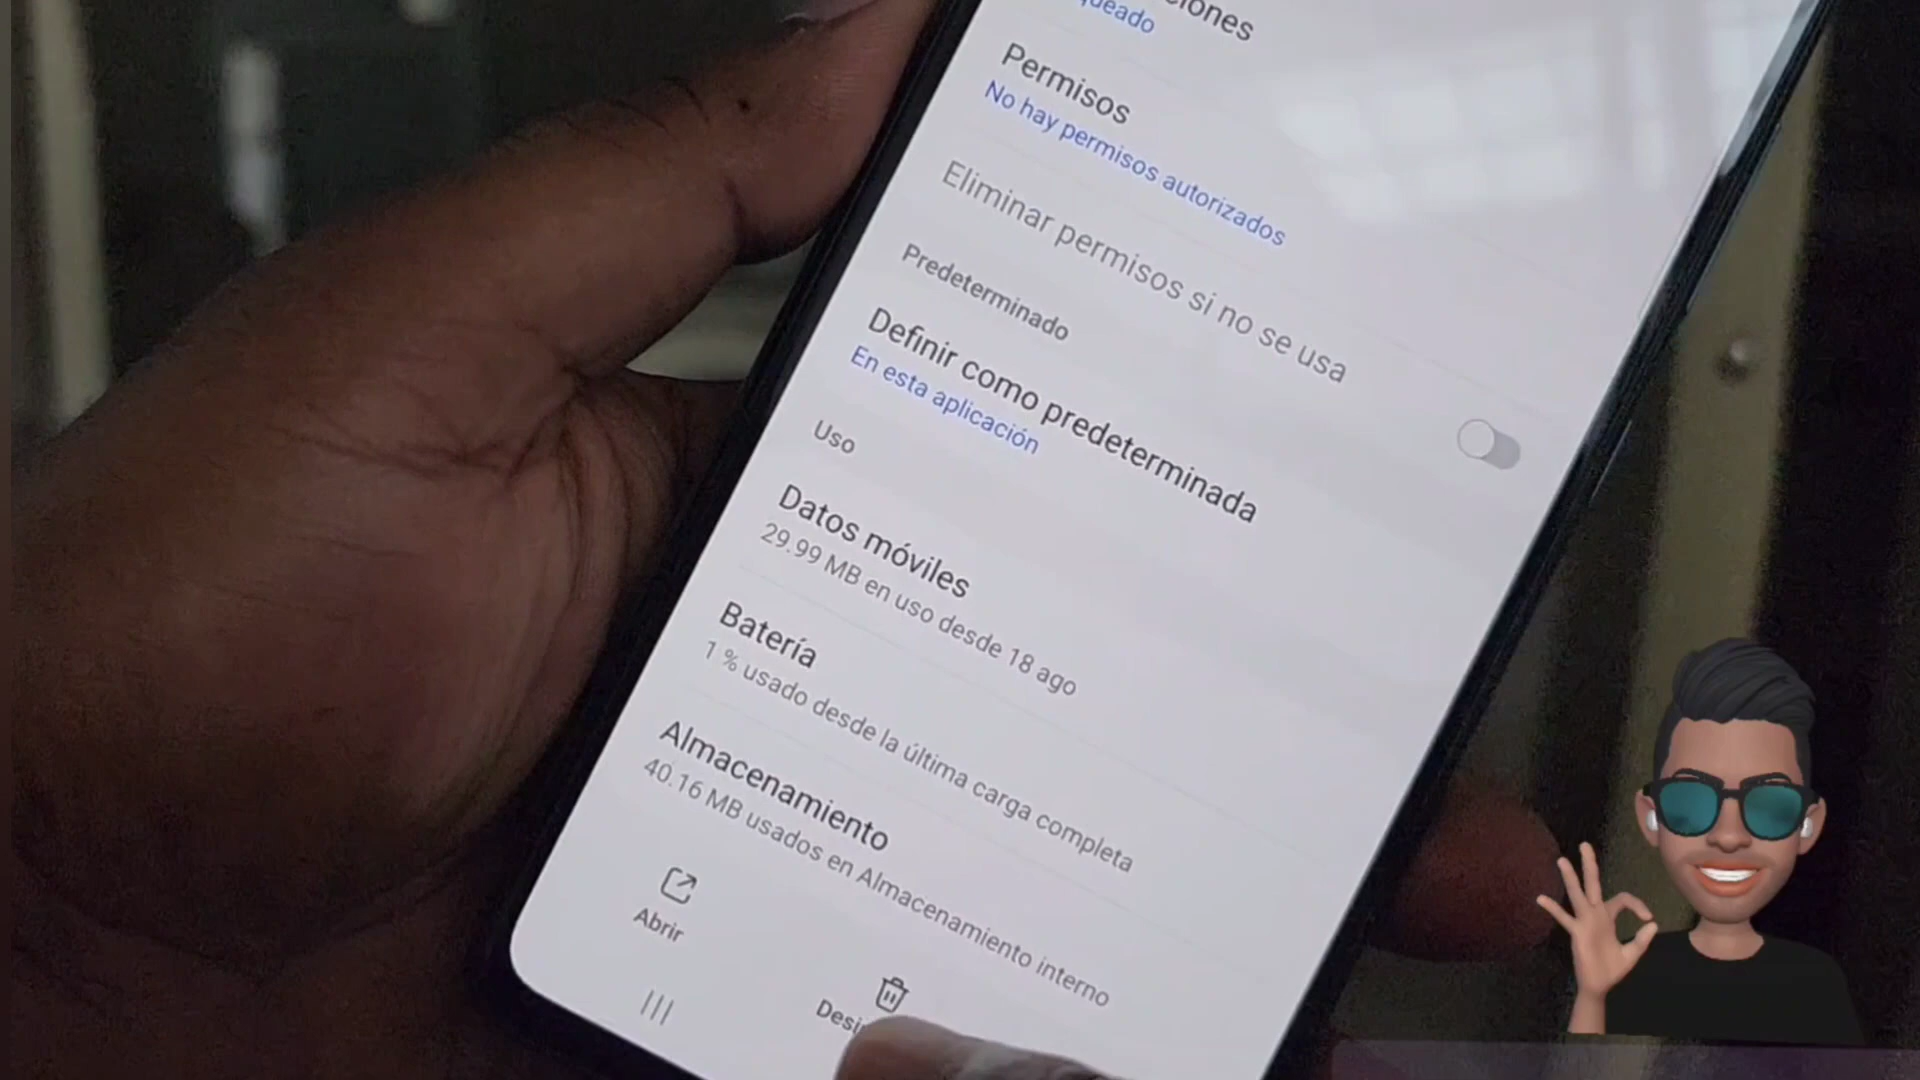 Permisos
No hay permisos autorizados
Eliminar permisos si no se usa
Predeterminado
Definir como predeterminada
En esta aplicación
Uso
Datos móviles
29.99 MB en uso desde 18 ago
Batería
1 % usado desde la última carga completa
Almacenamiento
40.16 MB usados en Almacenamiento interno
Abrir